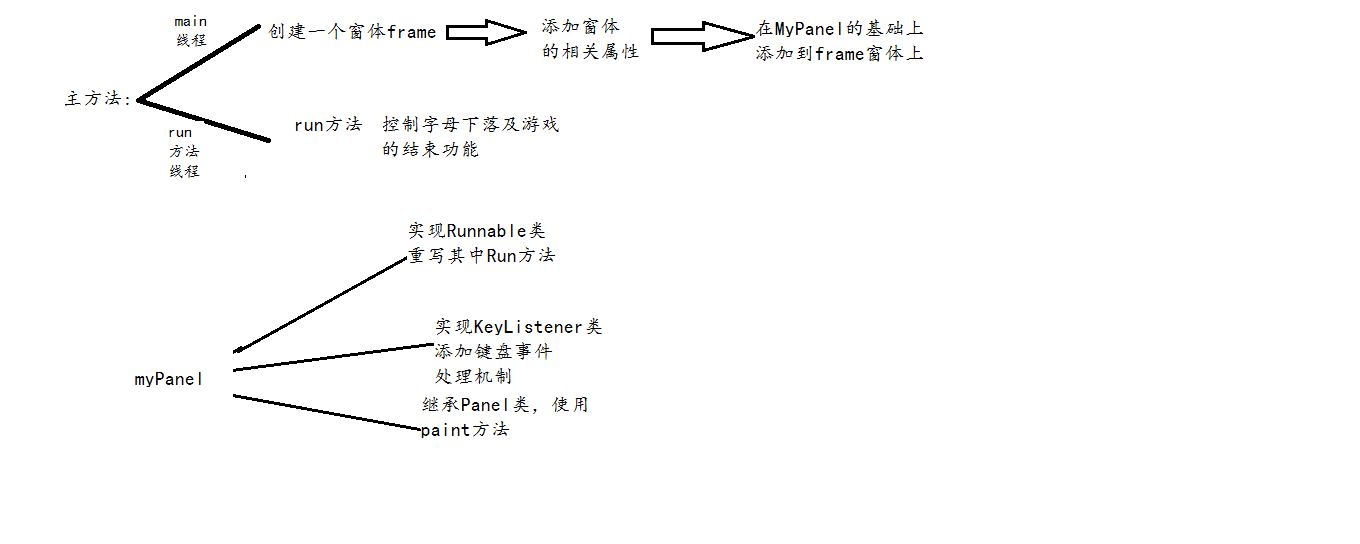 main
线程
创建一个窗体frame
添加窗体
的相关属性
在MyPanel的基础上
添加到frame窗体上
主方法:
run
方法
线程
run方法 控制字母下落及游戏
的结束功能
实现Runnable类
重写其中Run方法
实现KeyListener类
添加键盘事件
处理机制
myPanel
继承Panel类，使用
paint方法